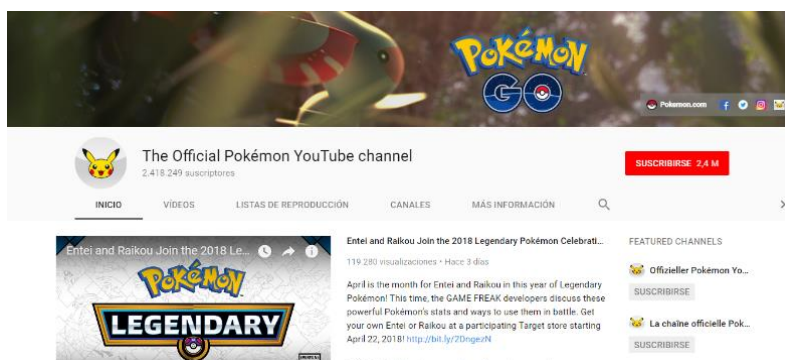 POKÉMON
GO
Pokemon.com
The Official Pokémon YouTube channel
2.418.249 suscriptores
SUSCRIBIRSE 2,4 M
INICIO VÍDEOS LISTAS DE REPRODUCCIÓN CANALES MÁS INFORMACIÓN
Entei and Raikou Join the 2018 Le...
POKÉMON
LEGENDARY
Entei and Raikou Join the 2018 Legendary Pokémon Celebrati...
119.280 visualizaciones • Hace 3 días
April is the month for Entei and Raikou in this year of Legendary
Pokémon! This time, the GAME FREAK developers discuss these
powerful Pokémon's stats and ways to use them in battle. Get
your own Entei or Raikou at a participating Target store starting
April 22, 2018! http://bit.ly/2DngezN
FEATURED CHANNELS
Offizieller Pokémon Yo...
SUSCRIBIRSE
La chaîne officielle Pok...
SUSCRIBIRSE